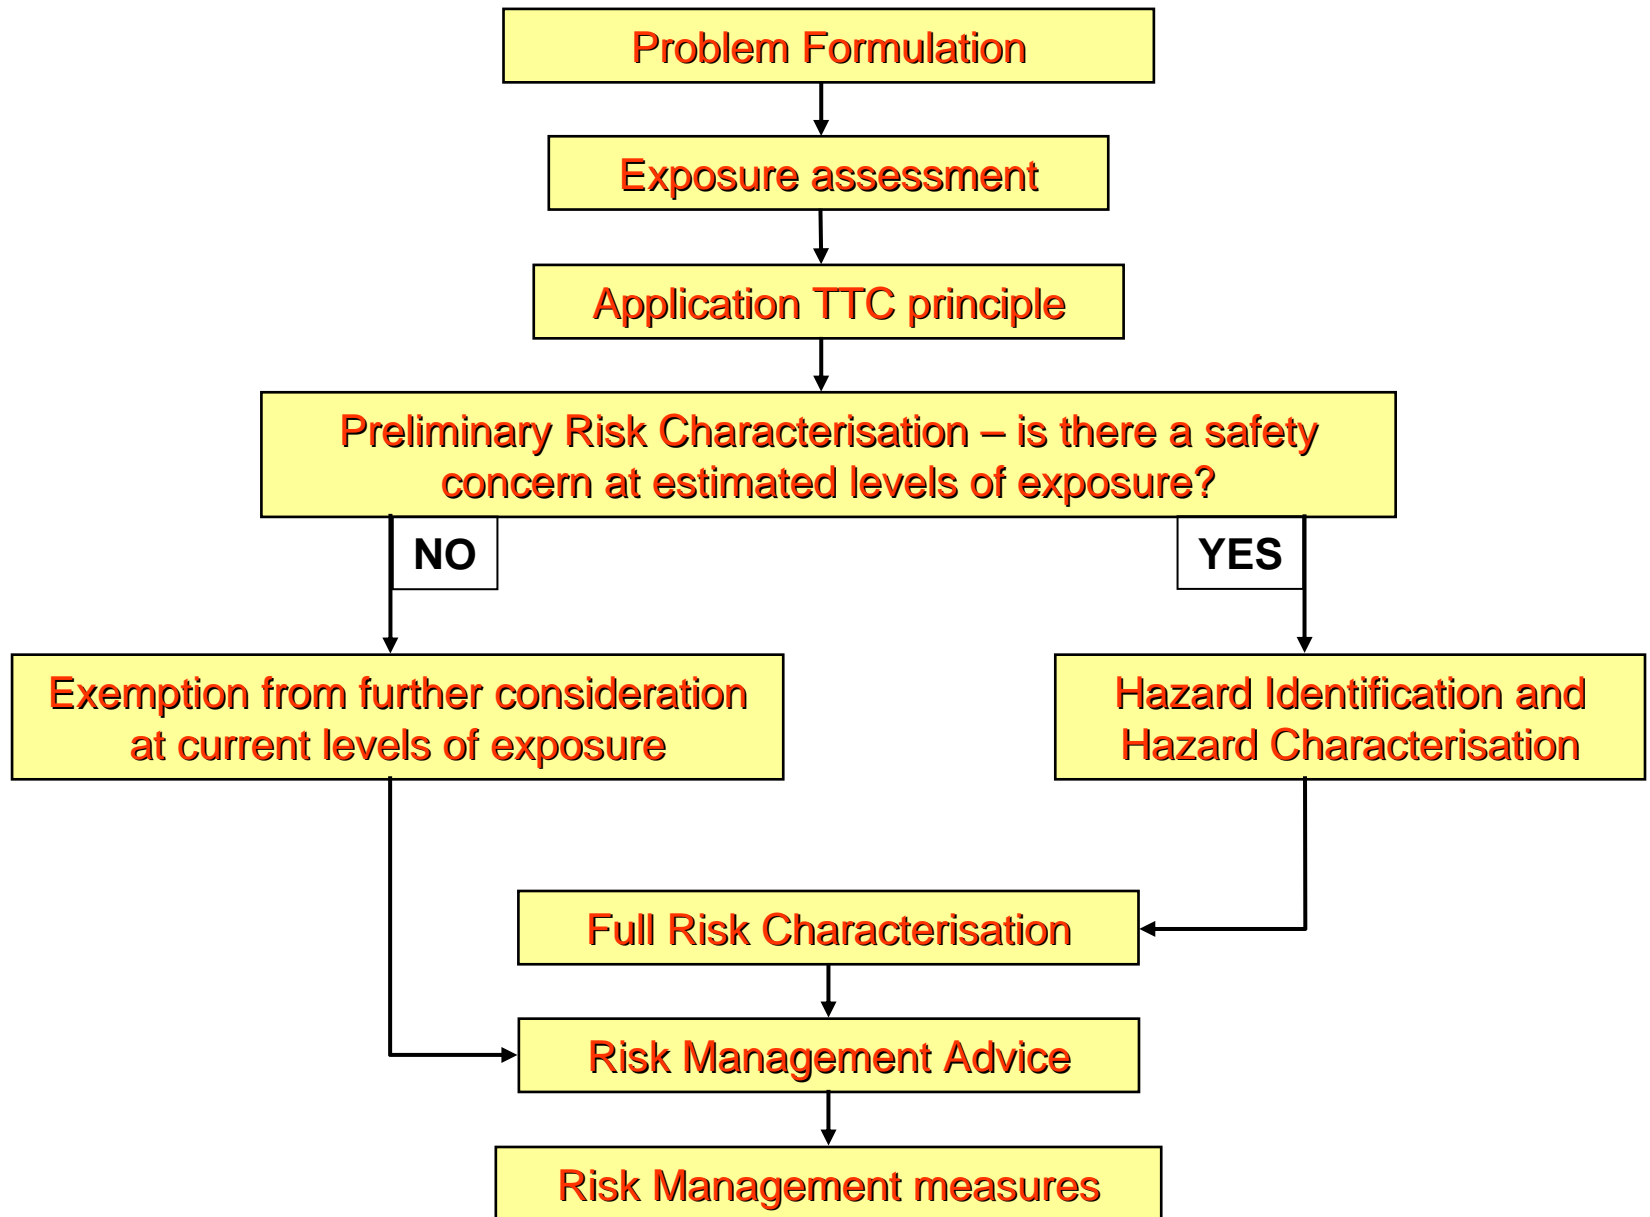 Problem Formulation
Exposure assessment
Application TTC principle
Preliminary Risk Characterisation – is there a safety
concern at estimated levels of exposure?
NO
YES
Exemption from further consideration
at current levels of exposure
Hazard Identification and
Hazard Characterisation
Full Risk Characterisation
Risk Management Advice
Risk Management measures